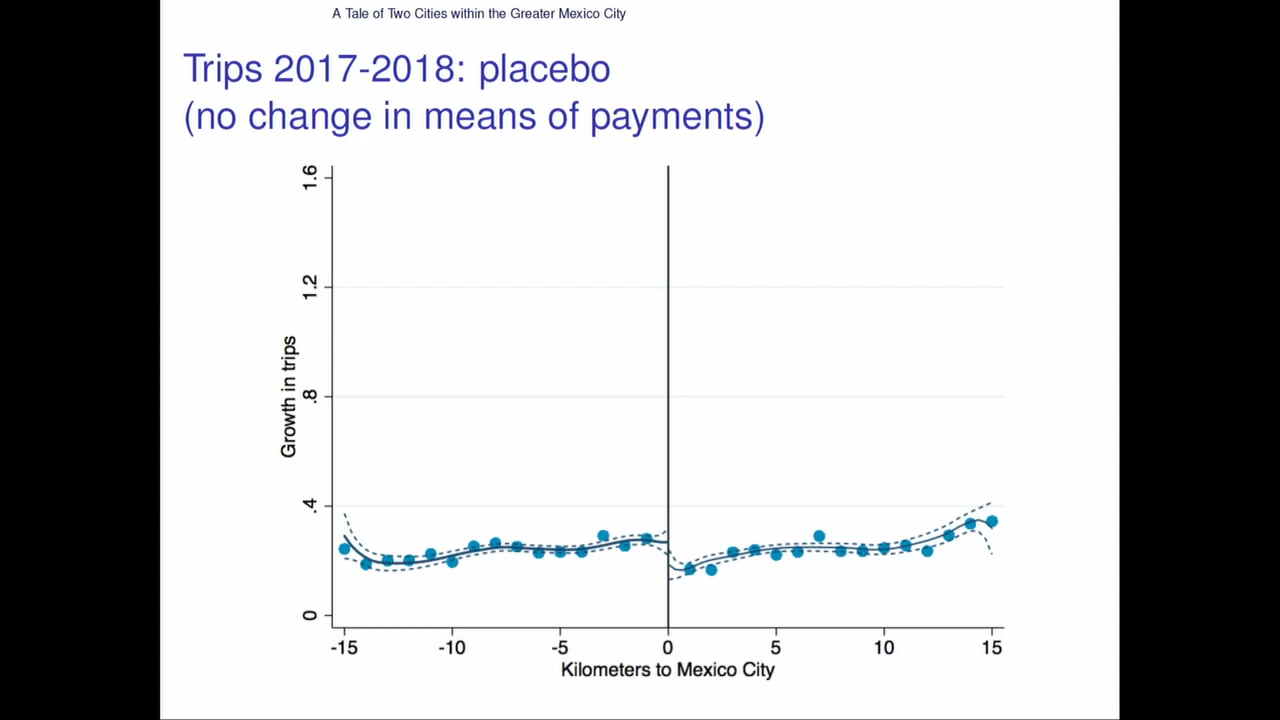 A Tale of Two Cities within the Greater Mexico City
Trips 2017-2018: placebo
(no change in means of payments)
1.6
1.2
.8
.4
0
Growth in trips
-15 -10 -5 0 5 10 15
Kilometers to Mexico City